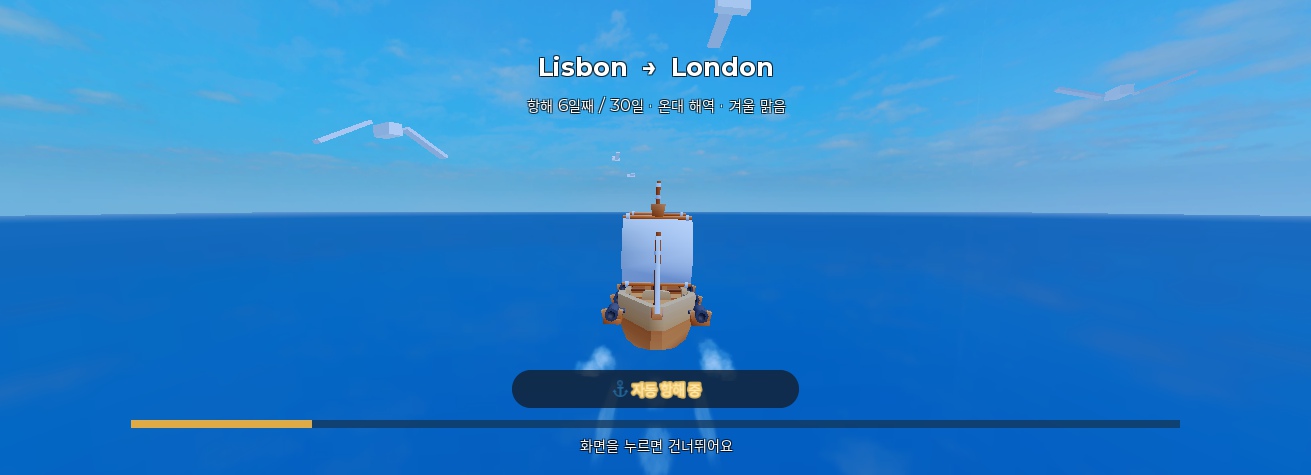 Lisbon → London
항해 6일째 / 30일 · 온대 해역 · 겨울 맑음
⚓ 자동 항해 중
화면을 누르면 건너뛰어요